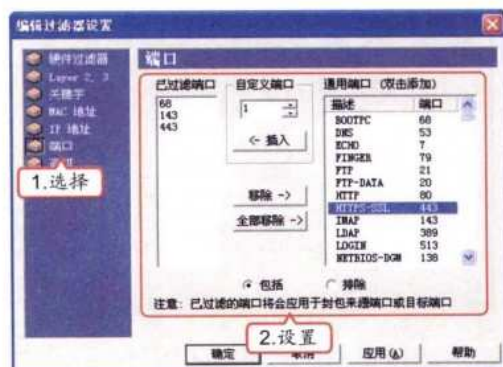 编辑过滤器设置
硬件过滤器
Layer 2, 3
关键字
MAC 地址
IP 地址
端口
1.选择
端口
已过滤端口
68
143
443
自定义端口
1
<- 插入
移除 ->
全部移除 ->
通用端口 (双击添加)
描述 端口
BOOTPC 68
DNS 53
ECHO 7
FINGER 79
FTP 21
FTP-DATA 20
HTTP 80
HTTPS-SSL 443
IMAP 143
LDAP 389
LOGIN 513
NETBIOS-DGM 138
包括 排除
注意: 已过滤的端口将会应用于封包来源端口或目标端口
2.设置
确定
取消
应用(A)
帮助